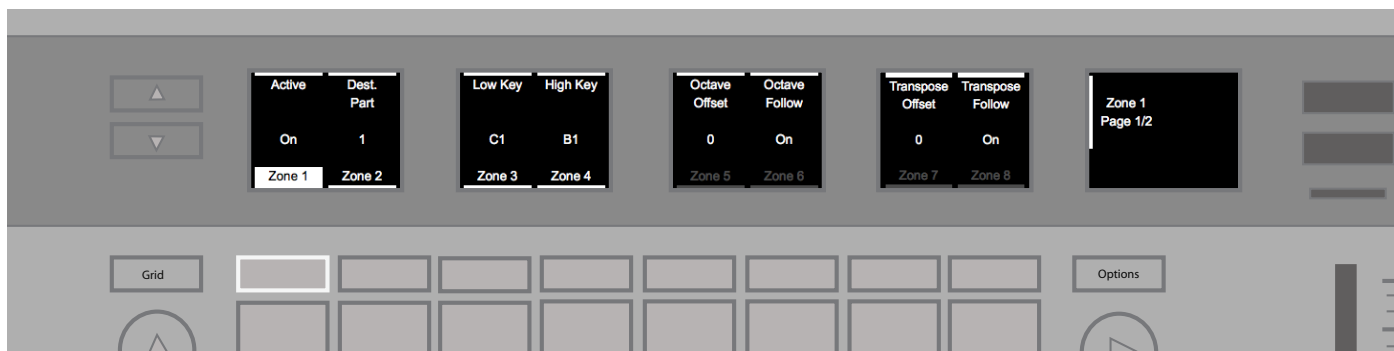 Active Dest. Part
On 1
Zone 1 Zone 2
Low Key High Key
C1 B1
Zone 3 Zone 4
Octave Offset Octave Follow
0 On
Zone 5 Zone 6
Transpose Offset Transpose Follow
0 On
Zone 7 Zone 8
Zone 1
Page 1/2
Grid
Options